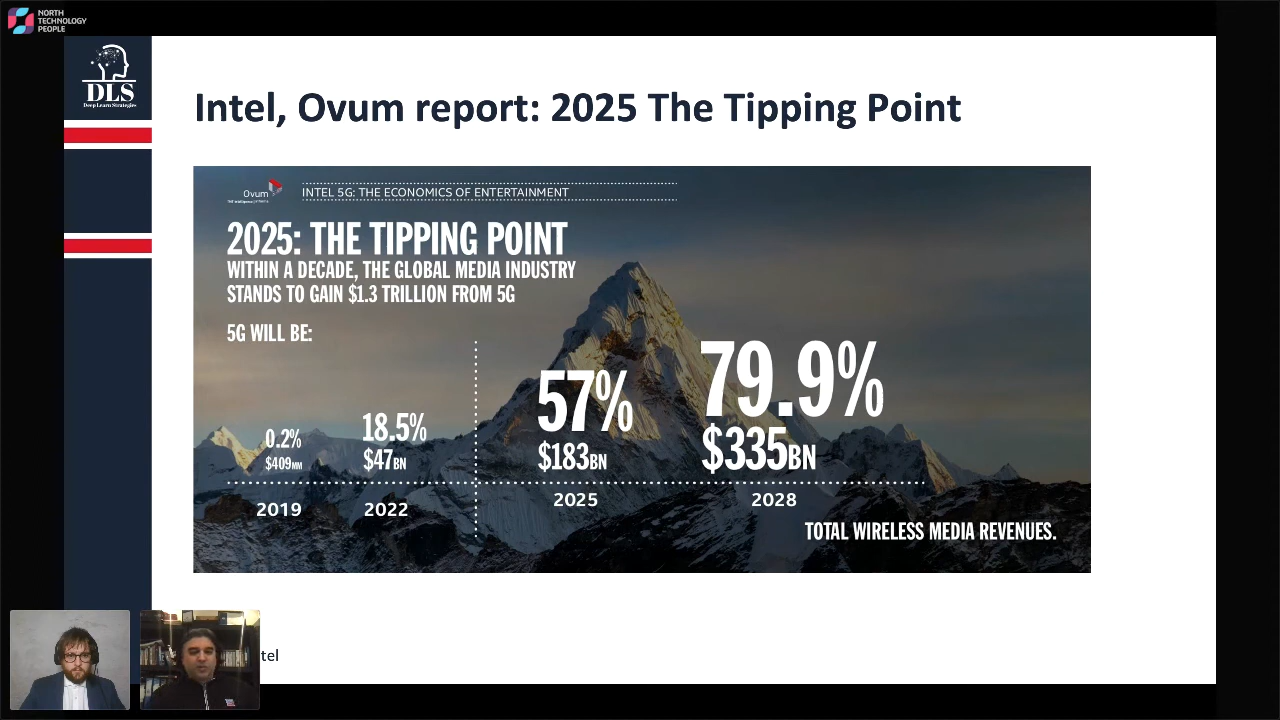 NORTH
TECHNOLOGY
PEOPLE
DLS
Deep Learn Strategies
Intel, Ovum report: 2025 The Tipping Point
Ovum
INTEL 5G: THE ECONOMICS OF ENTERTAINMENT
2025: THE TIPPING POINT
WITHIN A DECADE, THE GLOBAL MEDIA INDUSTRY
STANDS TO GAIN $1.3 TRILLION FROM 5G
5G WILL BE:
0.2%
$409MM
2019
18.5%
$47BN
2022
57%
$183BN
2025
79.9%
$335BN
2028
TOTAL WIRELESS MEDIA REVENUES.
tel